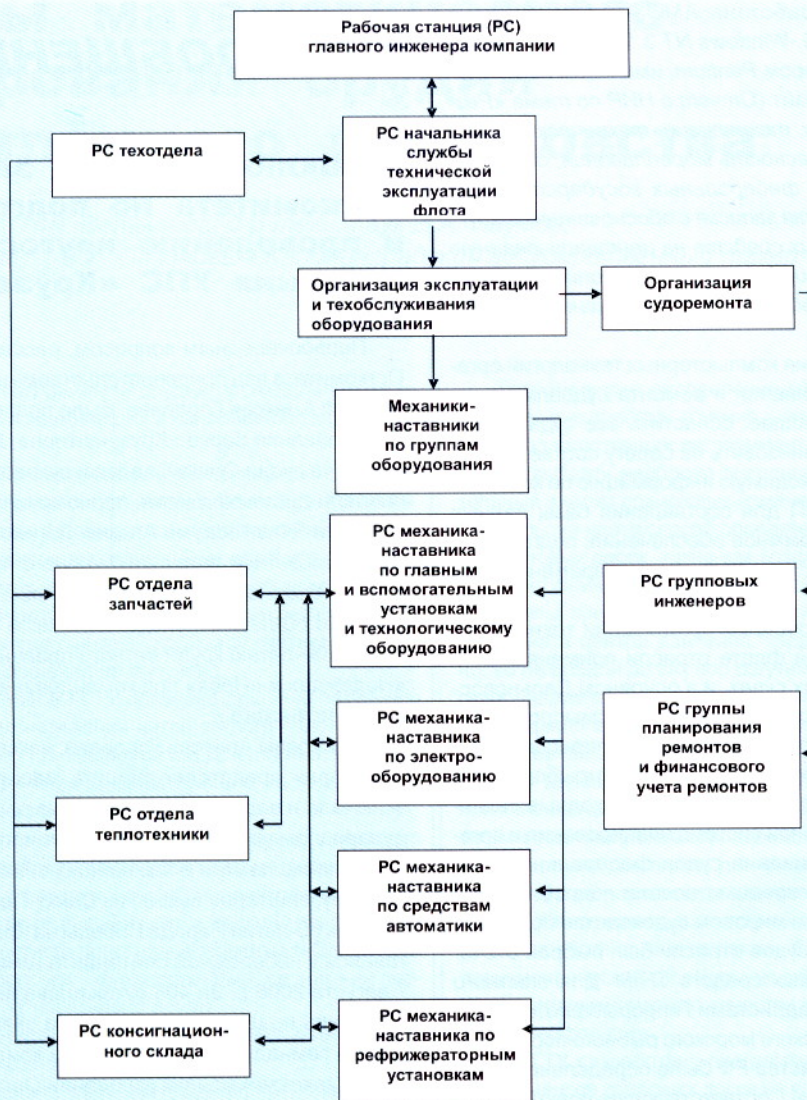 Рабочая станция (РС)
главного инженера компании
РС техотдела
РС начальника
службы
технической
эксплуатации
флота
Организация эксплуатации
и техобслуживания
оборудования
Организация
судоремонта
Механики-
наставники
по группам
оборудования
РС отдела
запчастей
РС механика-
наставника
по главным
и вспомогательным
установкам
и технологическому
оборудованию
РС групповых
инженеров
РС механика-
наставника
по электро-
оборудованию
РС группы
планирования
ремонтов
и финансового
учета ремонтов
РС отдела
теплотехники
РС механика-
наставника
по средствам
автоматики
РС консигнацион-
ного склада
РС механика-
наставника по
рефрижераторным
установкам